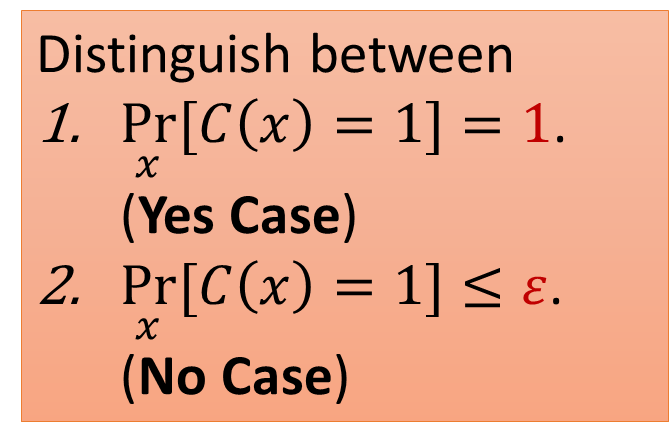 Distinguish between
1. Pr[C(x) = 1] = 1.
x
(Yes Case)
2. Pr[C(x) = 1] ≤ ε.
x
(No Case)